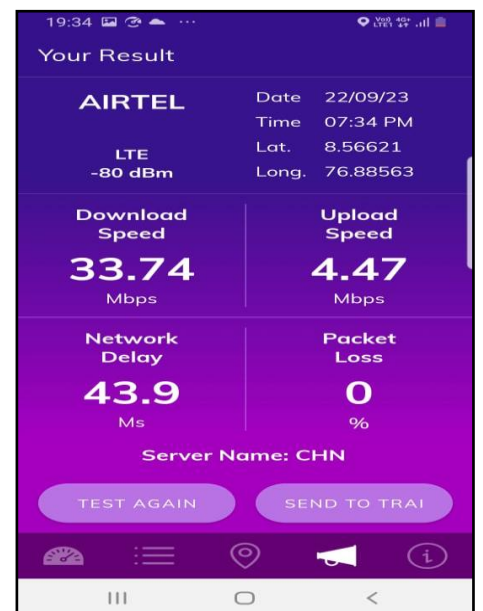 19:34
Your Result
AIRTEL
LTE
-80 dBm
Date 22/09/23
Time 07:34 PM
Lat. 8.56621
Long. 76.88563
Download
Speed
33.74
Mbps
Upload
Speed
4.47
Mbps
Network
Delay
43.9
Ms
Packet
Loss
0
%
Server Name: CHN
TEST AGAIN
SEND TO TRAI